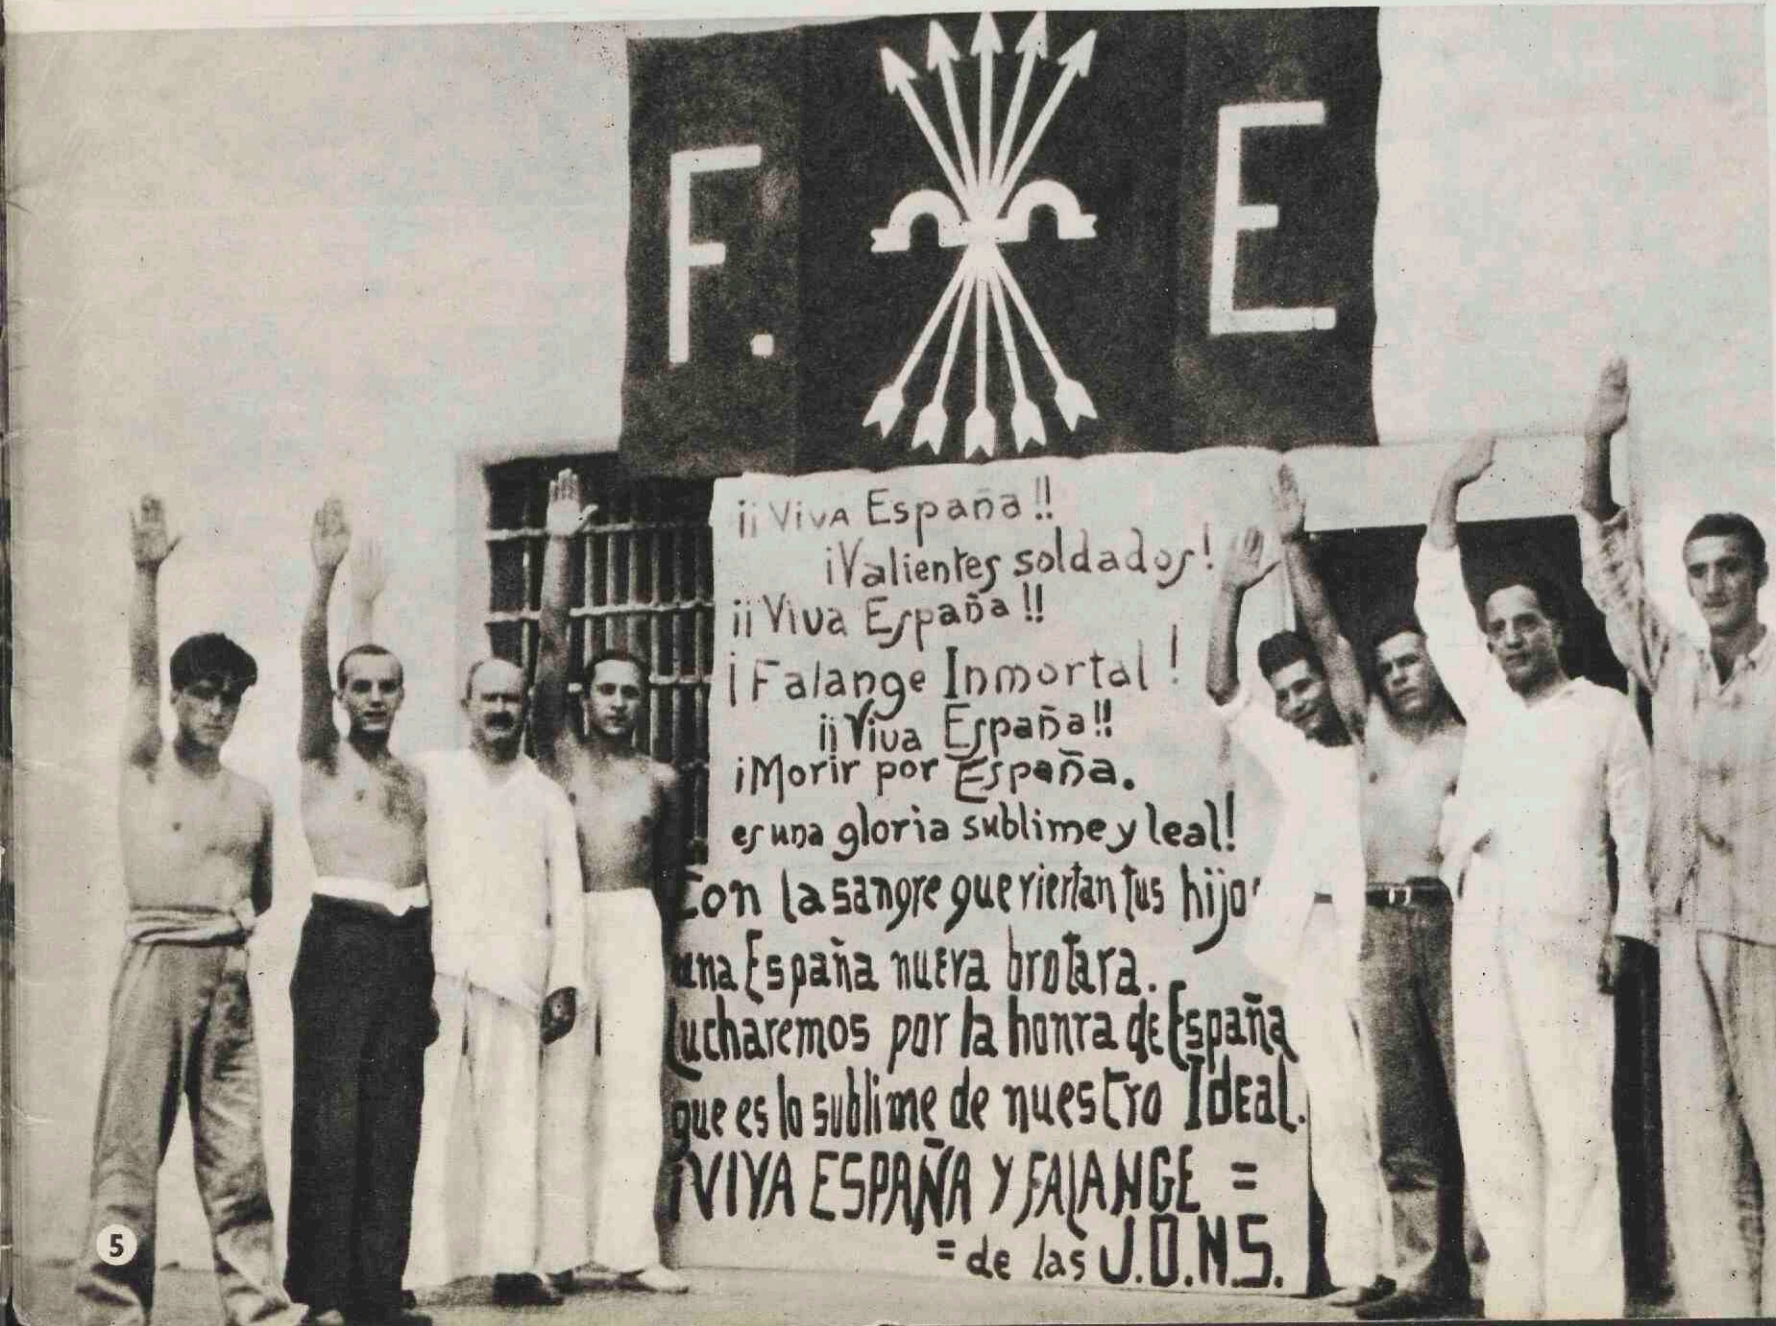 F. E
¡¡Viva España!!
¡Valientes soldados!
¡¡Viva España!!
¡Falange Inmortal!
¡¡Viva España!!
¡Morir por España.
es una gloria sublime y leal!
Con la sangre que viertan tus hijos
una España nueva brotara.
Lucharemos por la honra de España
que es lo sublime de nuestro Ideal.
¡VIVA ESPAÑA Y FALANGE =
= de las J.O.N.S.
5